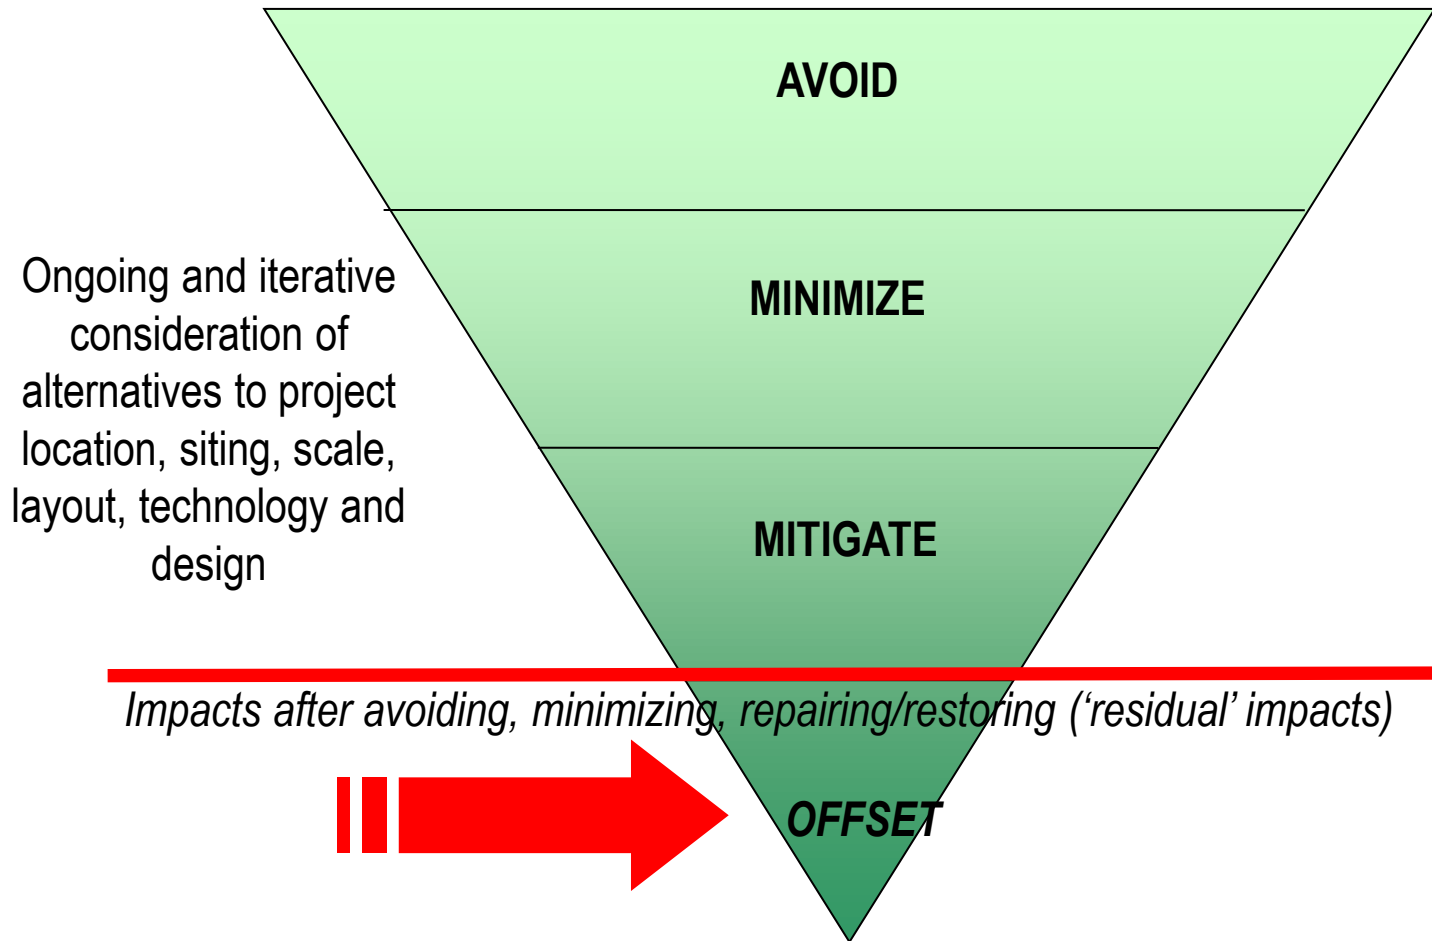 AVOID
MINIMIZE
Ongoing and iterative
consideration of
alternatives to project
location, siting, scale,
layout, technology and
design
MITIGATE
Impacts after avoiding, minimizing, repairing/restoring (‘residual’ impacts)
OFFSET